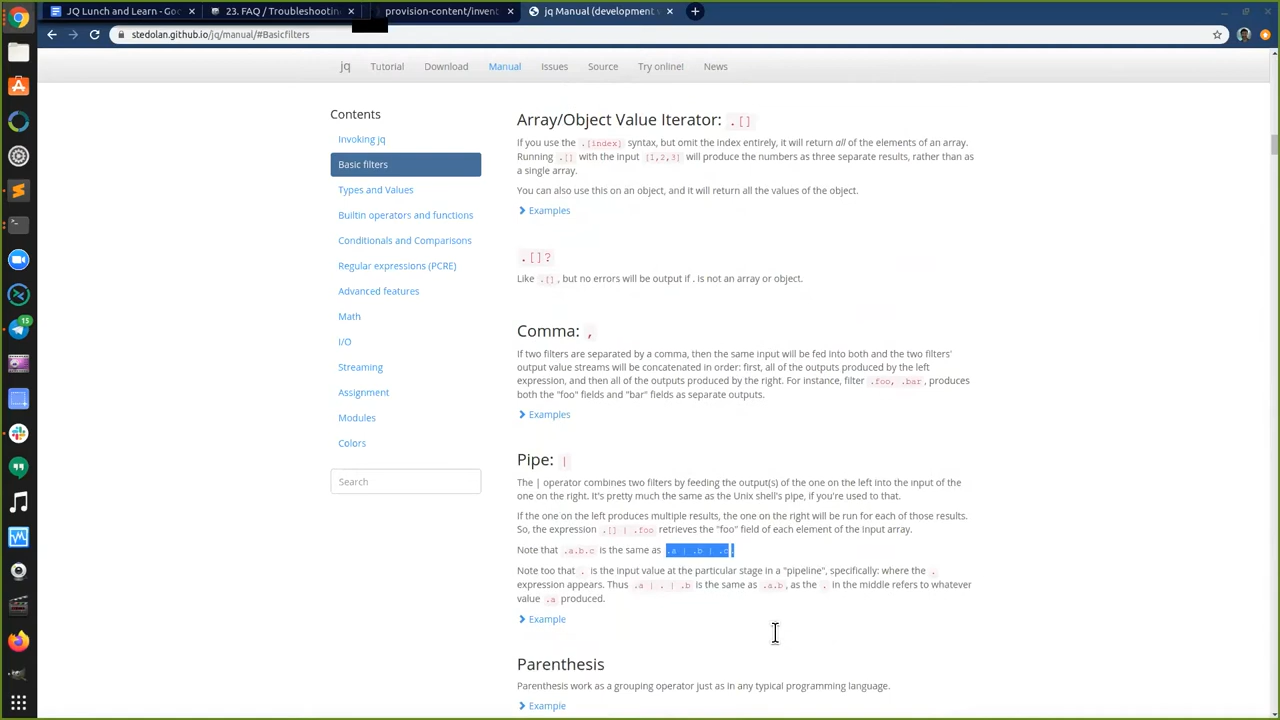 JQ Lunch and Learn - Goo
23. FAQ / Troubleshootin
provision-content/invent
jq Manual (development v
stedolan.github.io/jq/manual/#Basicfilters
jq Tutorial Download Manual Issues Source Try online! News
Contents
Invoking jq
Basic filters
Types and Values
Builtin operators and functions
Conditionals and Comparisons
Regular expressions (PCRE)
Advanced features
Math
I/O
Streaming
Assignment
Modules
Colors
Search
15
Array/Object Value Iterator: .[]
If you use the .[index] syntax, but omit the index entirely, it will return all of the elements of an array.
Running .[] with the input [1,2,3] will produce the numbers as three separate results, rather than as
a single array.
You can also use this on an object, and it will return all the values of the object.
Examples
.[]?
Like .[], but no errors will be output if . is not an array or object.
Comma: ,
If two filters are separated by a comma, then the same input will be fed into both and the two filters'
output value streams will be concatenated in order: first, all of the outputs produced by the left
expression, and then all of the outputs produced by the right. For instance, filter .foo, .bar, produces
both the "foo" fields and "bar" fields as separate outputs.
Examples
Pipe: |
The | operator combines two filters by feeding the output(s) of the one on the left into the input of the
one on the right. It's pretty much the same as the Unix shell's pipe, if you're used to that.
If the one on the left produces multiple results, the one on the right will be run for each of those results.
So, the expression .[] | .foo retrieves the "foo" field of each element of the input array.
Note that .a.b.c is the same as .a | .b | .c.
Note too that . is the input value at the particular stage in a "pipeline", specifically: where the .
expression appears. Thus .a | . | .b is the same as .a.b, as the . in the middle refers to whatever
value .a produced.
Example
Parenthesis
Parenthesis work as a grouping operator just as in any typical programming language.
Example